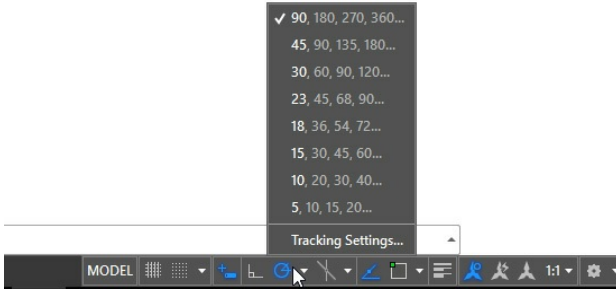 90, 180, 270, 360...
45, 90, 135, 180...
30, 60, 90, 120...
23, 45, 68, 90...
18, 36, 54, 72...
15, 30, 45, 60...
10, 20, 30, 40...
5, 10, 15, 20...
Tracking Settings...
MODEL 1:1